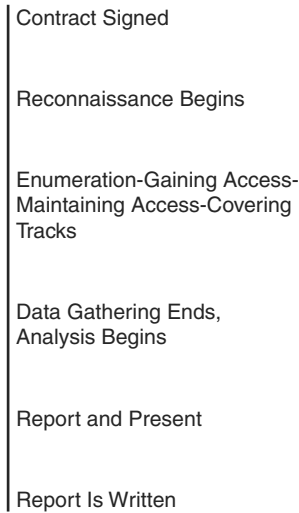 Contract Signed
Reconnaissance Begins
Enumeration-Gaining Access-
Maintaining Access-Covering
Tracks
Data Gathering Ends,
Analysis Begins
Report and Present
Report Is Written